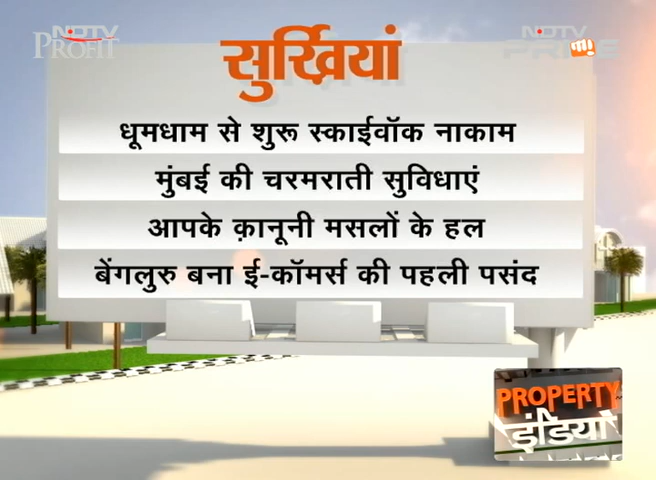 NDTV
PROFIT
NDTV
PRIME
सुर्खियां
धूमधाम से शुरू स्काईवॉक नाकाम
मुंबई की चरमराती सुविधाएं
आपके क़ानूनी मसलों के हल
बेंगलुरु बना ई-कॉमर्स की पहली पसंद
PROPERTY
इंडिया